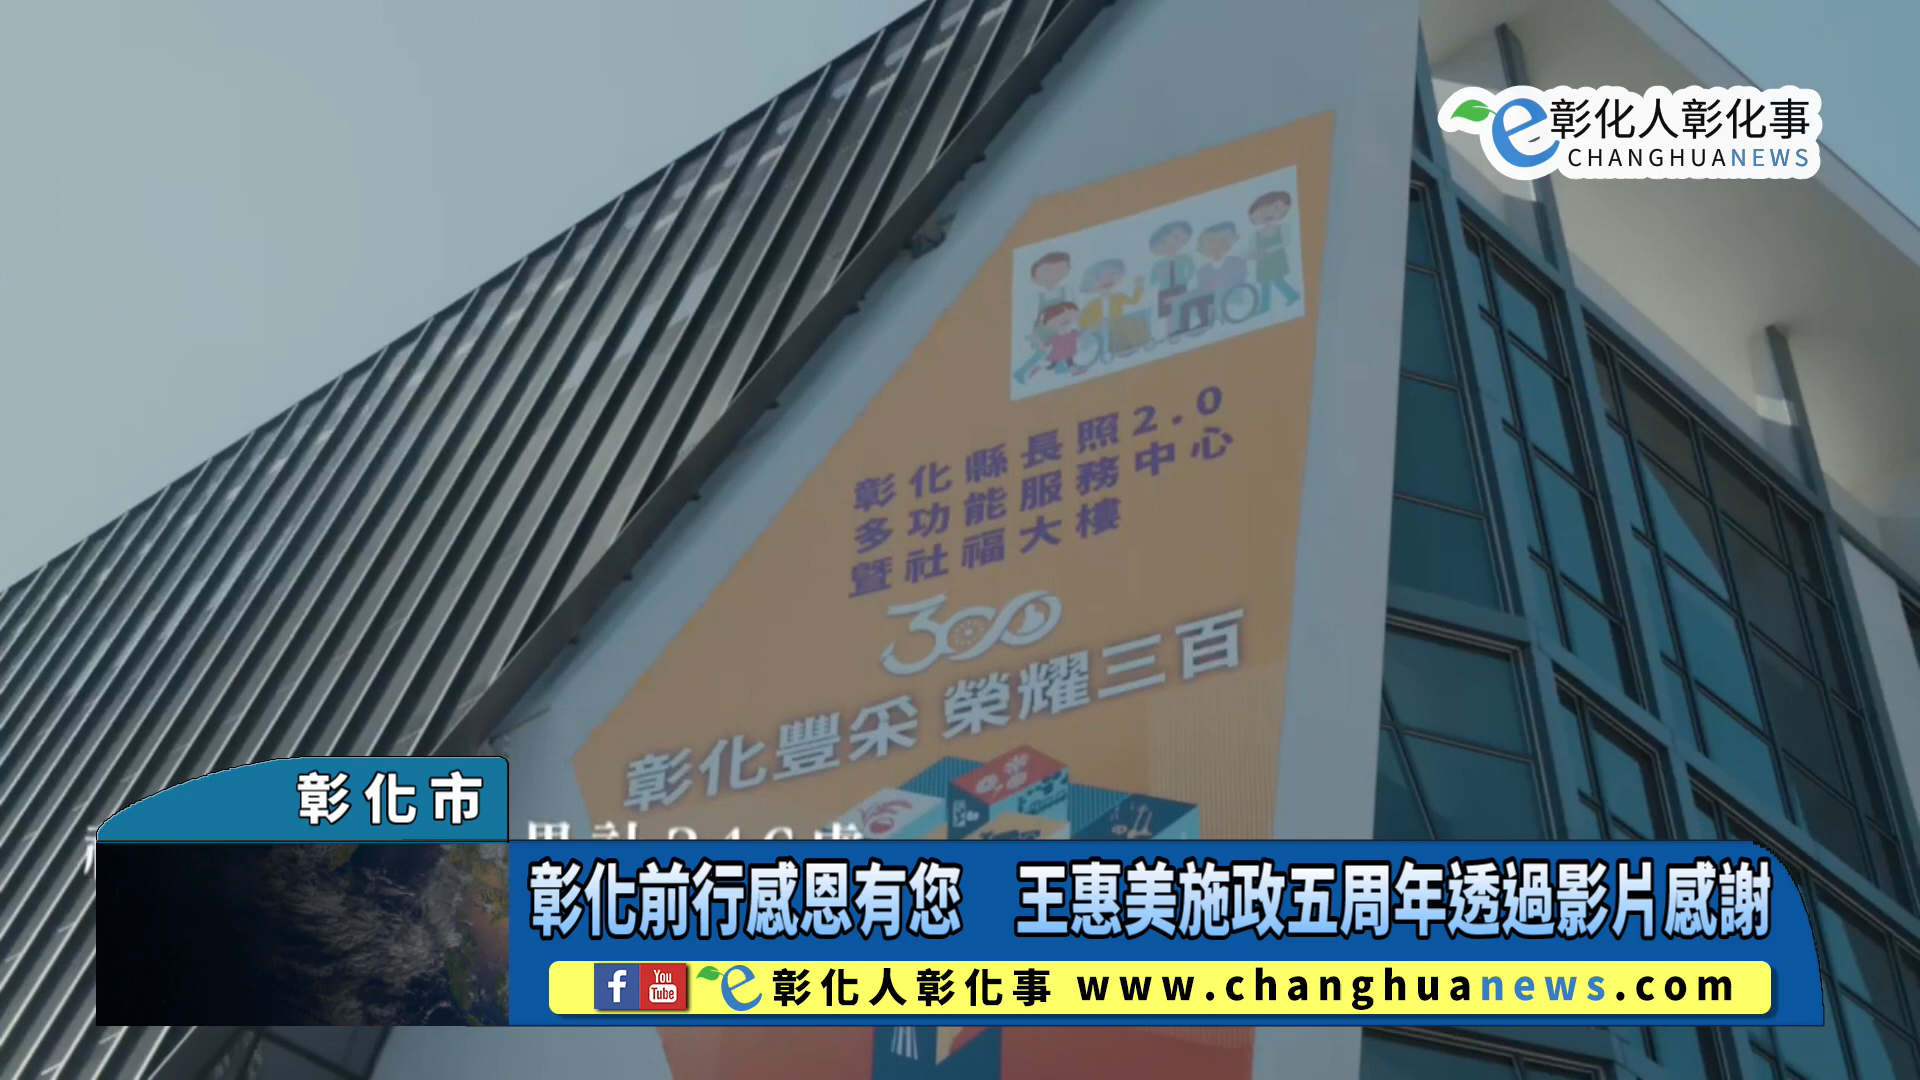 彰化人彰化事
CHANGHUANEWS
彰化縣長照2.0
多功能服務中心
暨社福大樓
300
彰化豐采 榮耀三百
彰化市
彰化前行感恩有您 王惠美施政五周年透過影片感謝
f You Tube e 彰化人彰化事 www.changhuanews.com